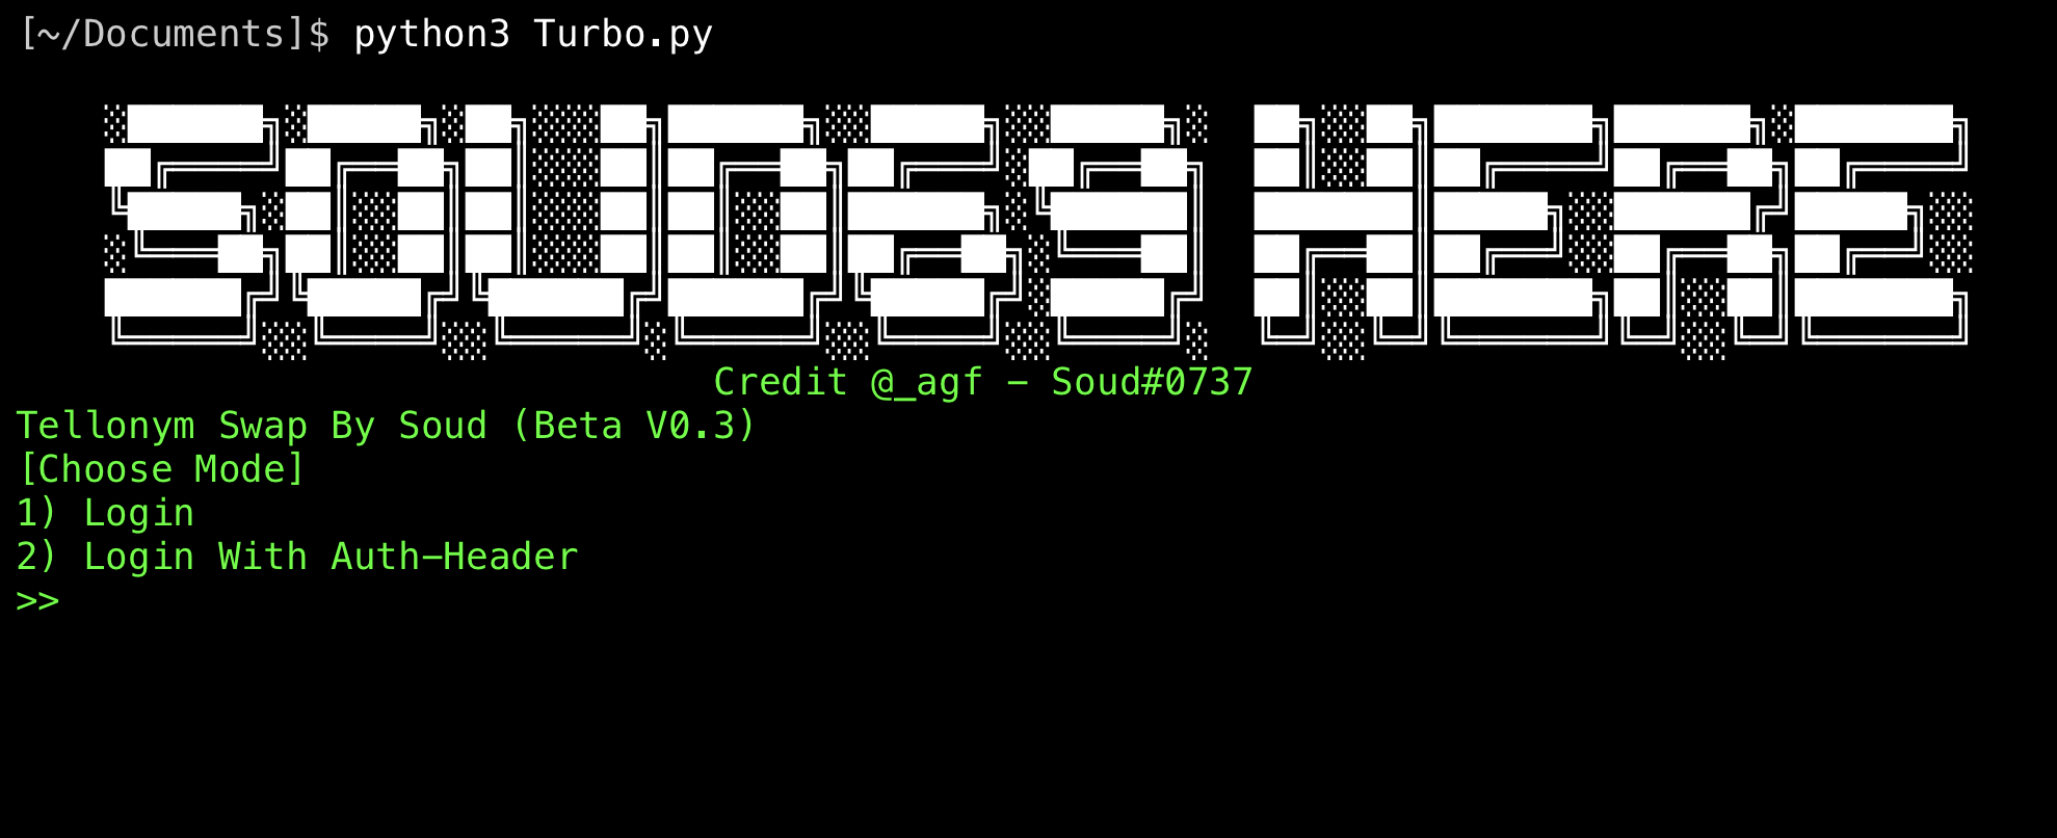 [~/Documents]$ python3 Turbo.py
SOUD69 HERE
Credit @_agf - Soud#0737
Tellonym Swap By Soud (Beta V0.3)
[Choose Mode]
1) Login
2) Login With Auth-Header
>>